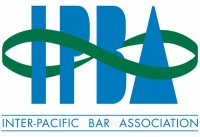 IPBA
INTER-PACIFIC BAR ASSOCIATION